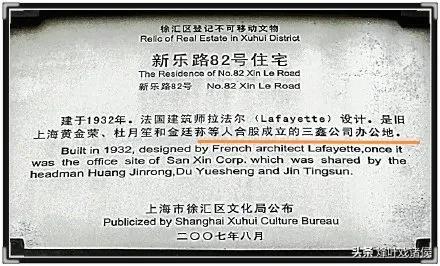 徐汇区登记不可移动文物
Relic of Real Estate in Xuhui District
新乐路82号住宅
The Residence of No.82 Xin Le Road
新乐路82号 No.82 Xin Le Road
建于1932年。法国建筑师拉法尔（Lafayette）设计。是旧
上海黄金荣、杜月笙和金廷荪等人合股成立的三鑫公司办公地。
Built in 1932, designed by French architect Lafayette,once it
was the office site of San Xin Corp. which was shared by the
headman Huang Jinrong,Du Yuesheng and Jin Tingsun.
上海市徐汇区文化局公布
Publicized by Shanghai Xuhui Culture Bureau
二〇〇七年八月
头条@烽叶戏诸侯